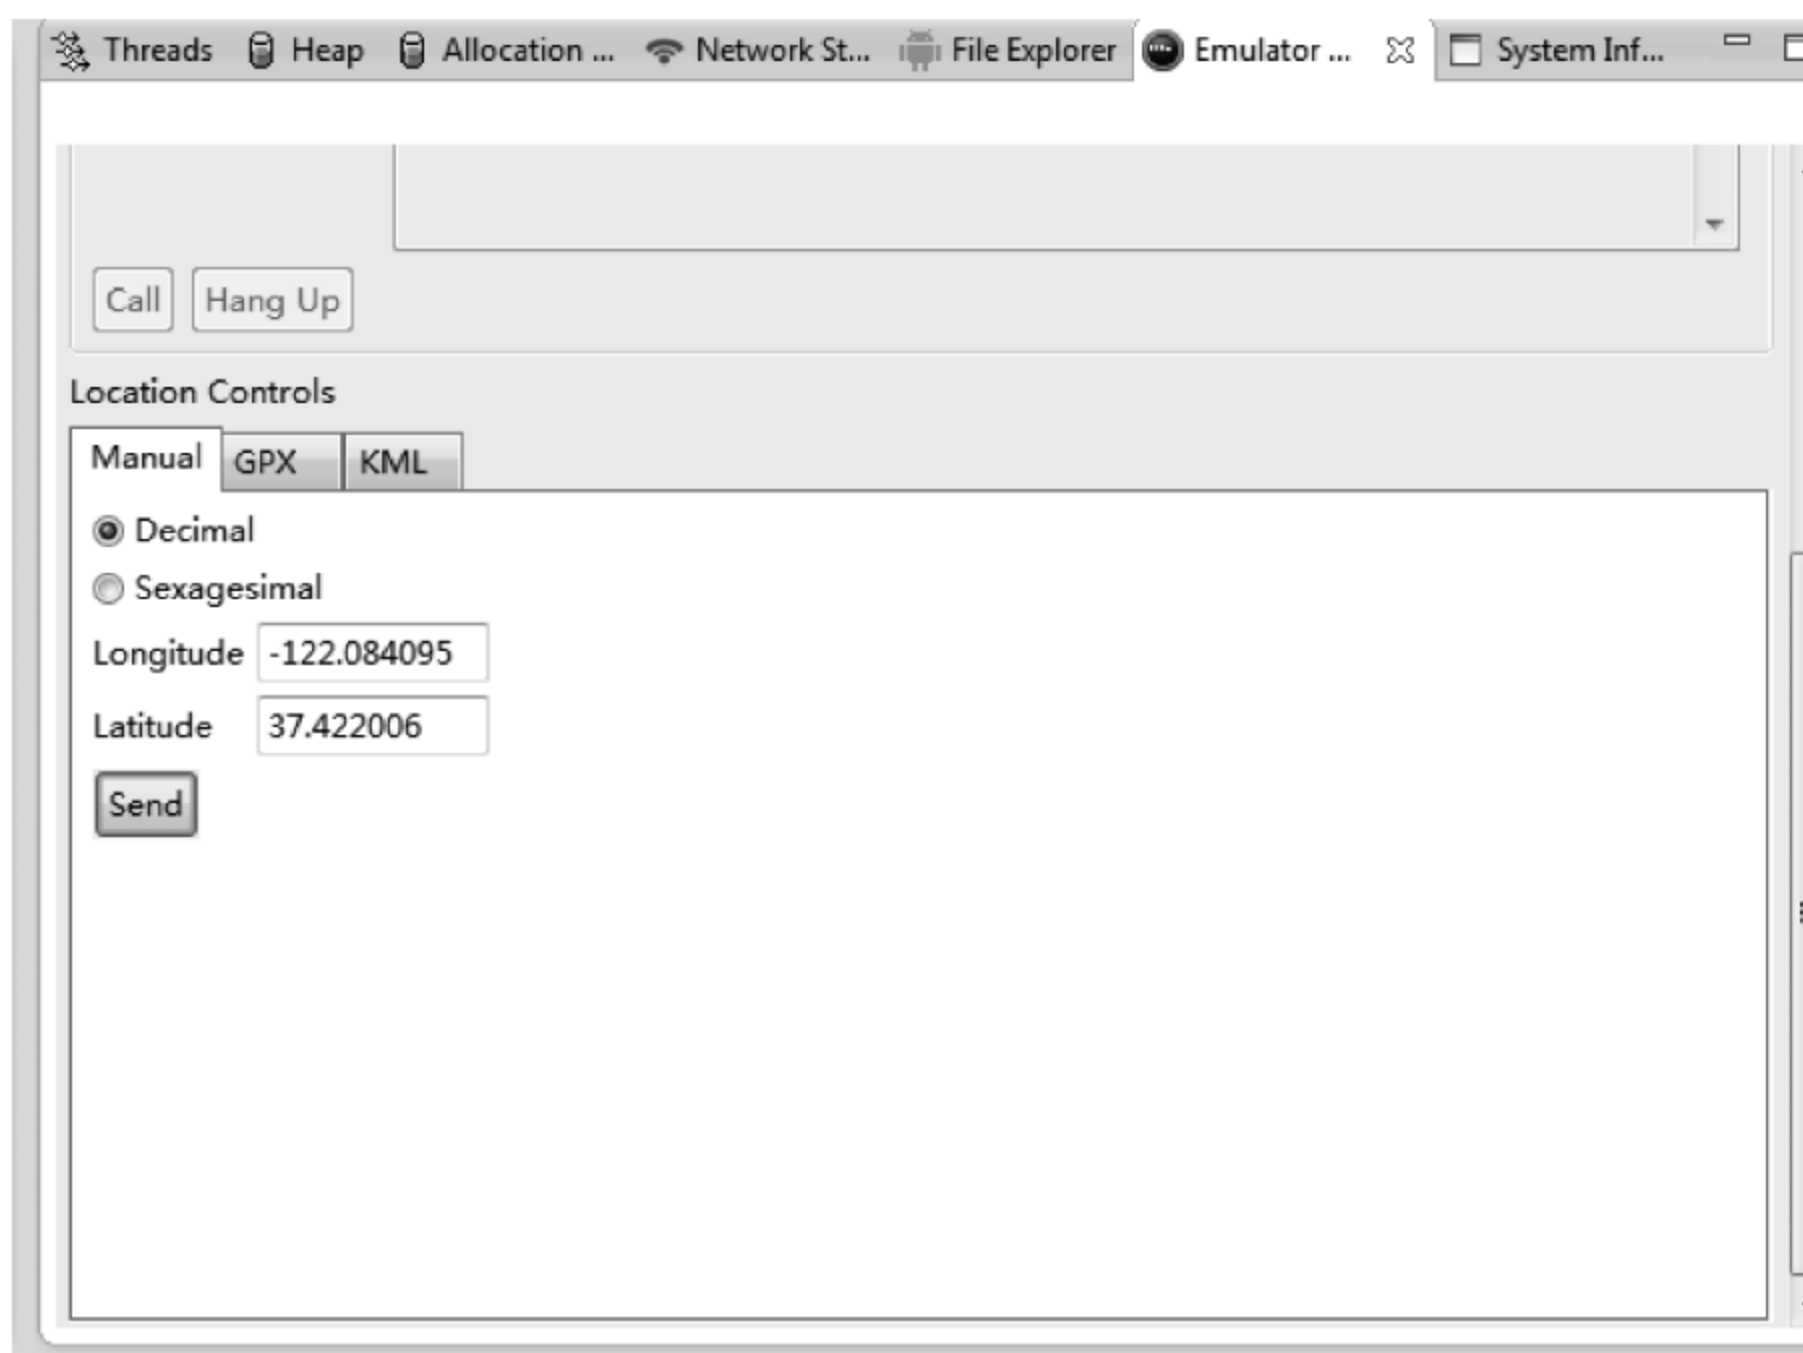 Threads Heap Allocation ... Network St... File Explorer Emulator ... System Inf...
Call Hang Up
Location Controls
Manual GPX KML
Decimal
Sexagesimal
Longitude -122.084095
Latitude 37.422006
Send